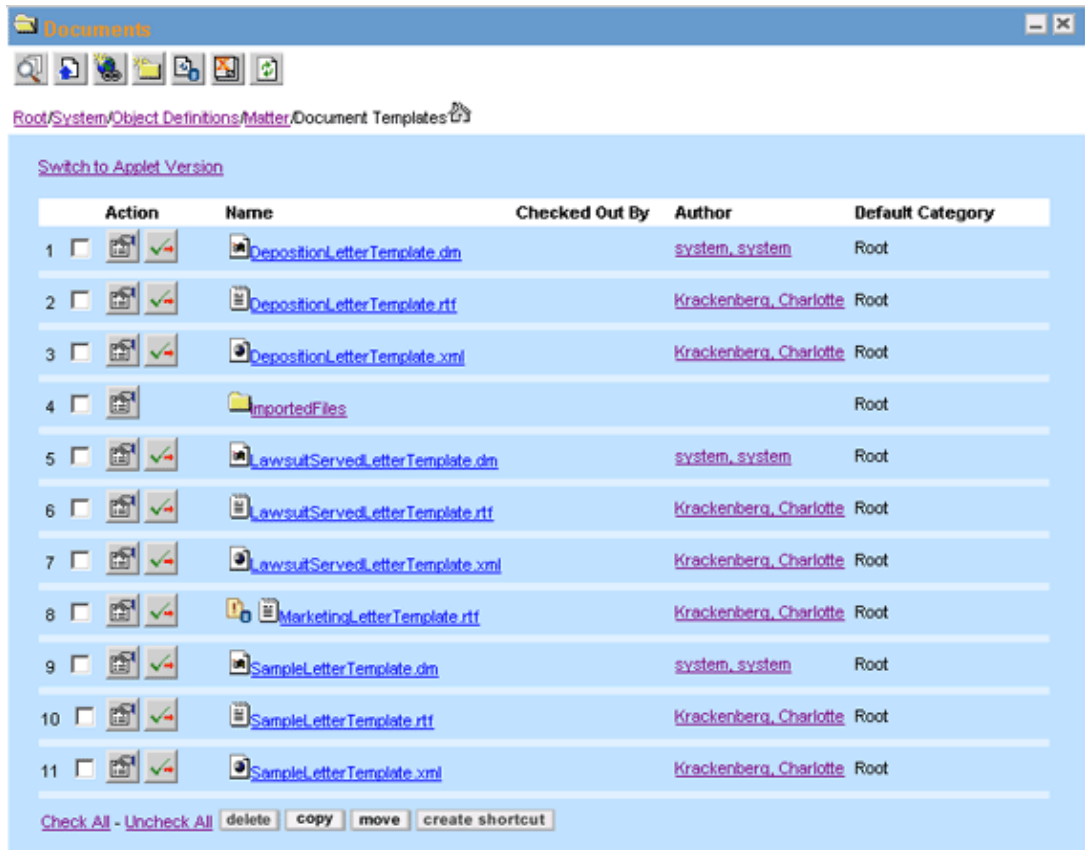 Documents
Root/System/Object Definitions/Matter/Document Templates
Switch to Applet Version
Action Name Checked Out By Author Default Category
1 DepositionLetterTemplate.dm system, system Root
2 DepositionLetterTemplate.rtf Krackenberg, Charlotte Root
3 DepositionLetterTemplate.xml Krackenberg, Charlotte Root
4 ImportedFiles Root
5 LawsuitServedLetterTemplate.dm system, system Root
6 LawsuitServedLetterTemplate.rtf Krackenberg, Charlotte Root
7 LawsuitServedLetterTemplate.xml Krackenberg, Charlotte Root
8 MarketingLetterTemplate.rtf Krackenberg, Charlotte Root
9 SampleLetterTemplate.dm system, system Root
10 SampleLetterTemplate.rtf Krackenberg, Charlotte Root
11 SampleLetterTemplate.xml Krackenberg, Charlotte Root
Check All - Uncheck All delete copy move create shortcut